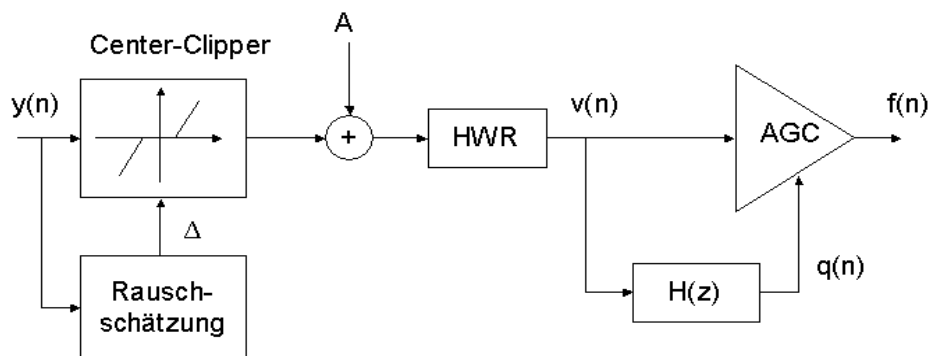 Center-Clipper
A
y(n)
+
HWR
v(n)
AGC
f(n)
Δ
Rausch-
schätzung
H(z)
q(n)